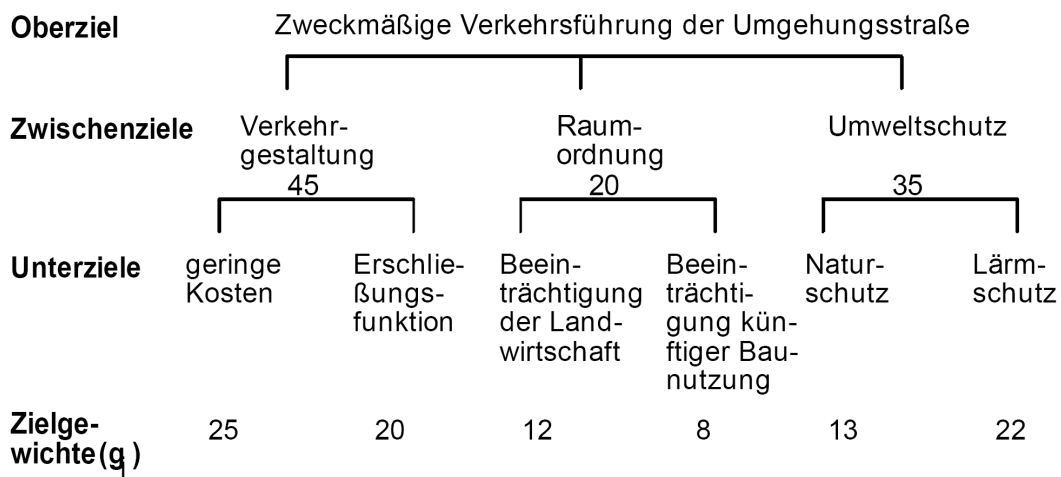 Oberziel Zweckmäßige Verkehrsführung der Umgehungsstraße
Zwischenziele Verkehr- Raum- Umweltschutz
gestaltung ordnung
45 20 35
Unterziele geringe Erschlie- Beein- Beein- Natur- Lärm-
Kosten ßungs- trächtigung trächti- schutz schutz
funktion der Land- gung kün-
wirtschaft ftiger Bau-
nutzung
Zielge- 25 20 12 8 13 22
wichte(g )